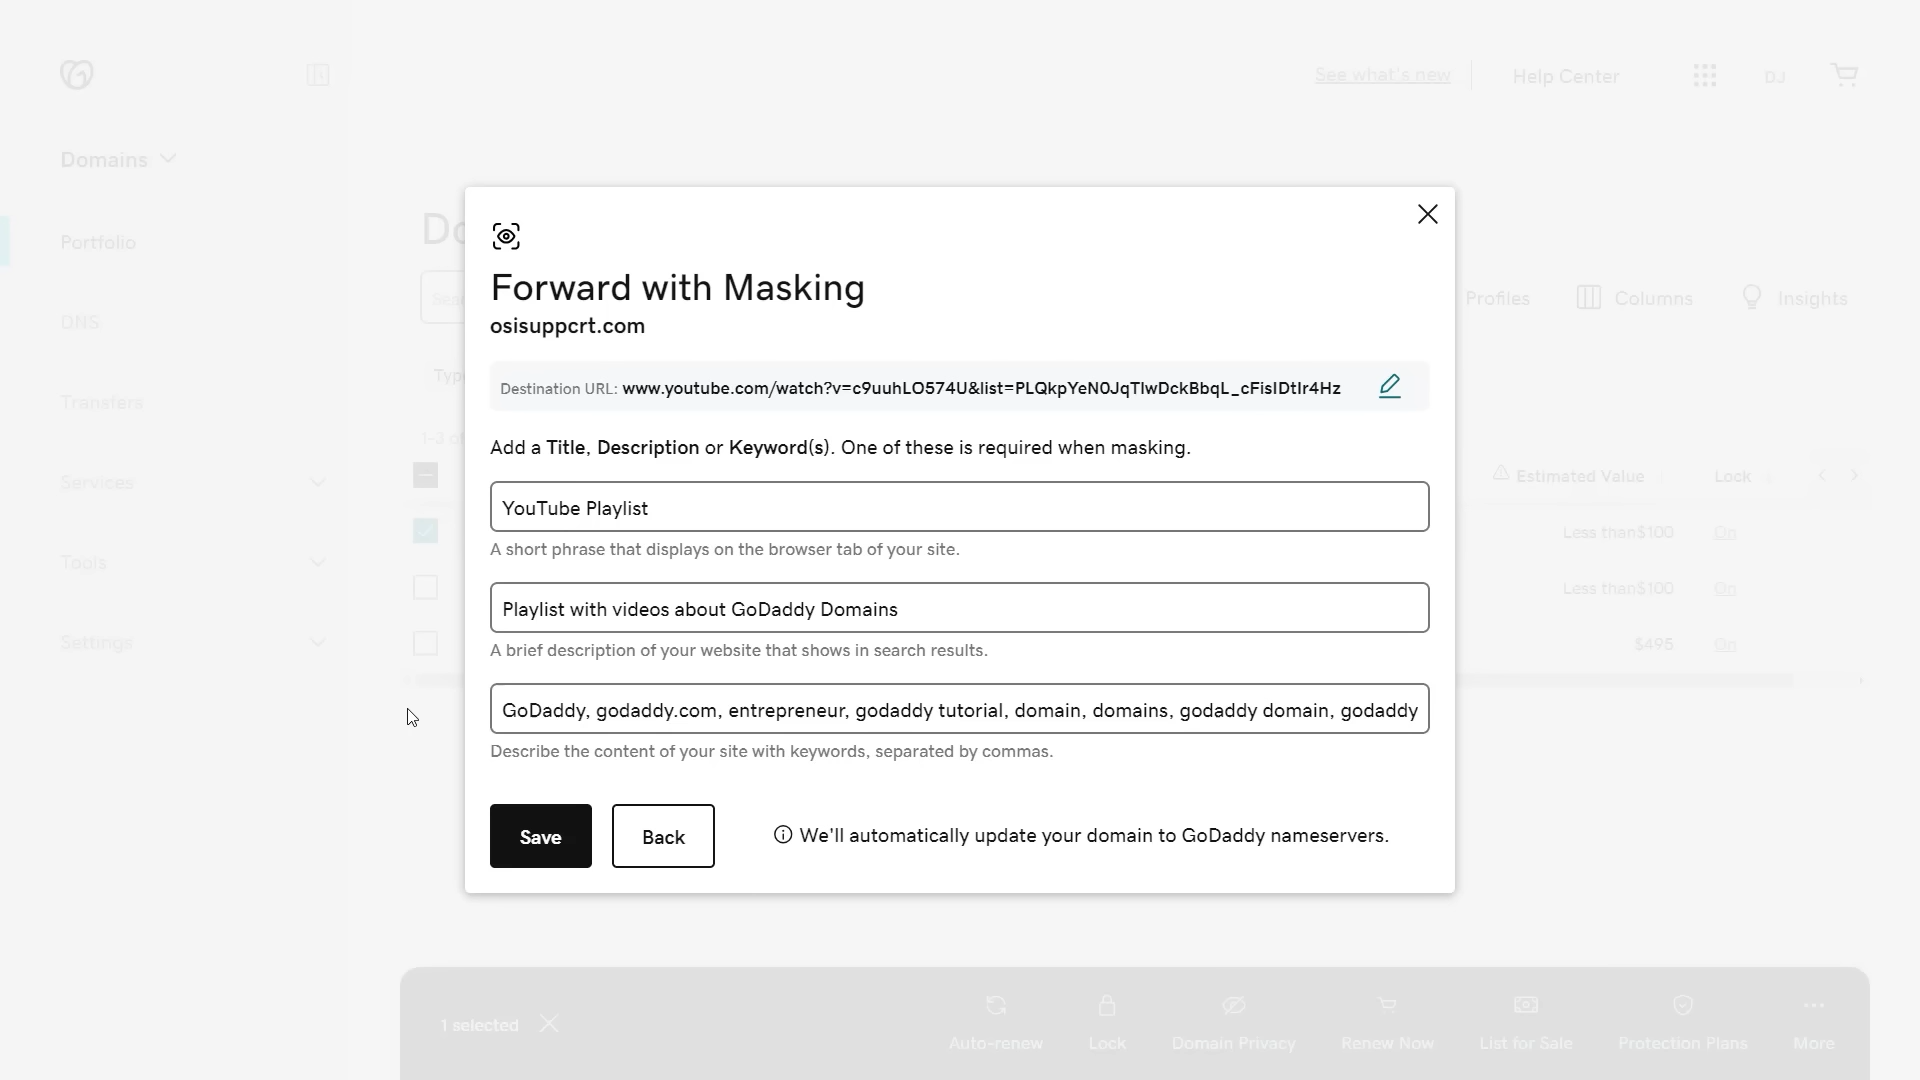 See what's new
Help Center
DJ
Domains
Portfolio
DNS
Transfers
Services
Tools
Settings
Profiles
Columns
Insights
Forward with Masking
osisuppcrt.com
Destination URL: www.youtube.com/watch?v=c9uuhLO574U&list=PLQkpYeN0JqTlwDckBbqL_cFisIDtIr4Hz
Add a Title, Description or Keyword(s). One of these is required when masking.
YouTube Playlist
A short phrase that displays on the browser tab of your site.
Playlist with videos about GoDaddy Domains
A brief description of your website that shows in search results.
GoDaddy, godaddy.com, entrepreneur, godaddy tutorial, domain, domains, godaddy domain, godaddy
Describe the content of your site with keywords, separated by commas.
Save
Back
We'll automatically update your domain to GoDaddy nameservers.
Estimated Value
Lock
Less than$100
On
Less than$100
On
$495
On
1 selected
Auto-renew
Lock
Domain Privacy
Renew Now
List for Sale
Protection Plans
More